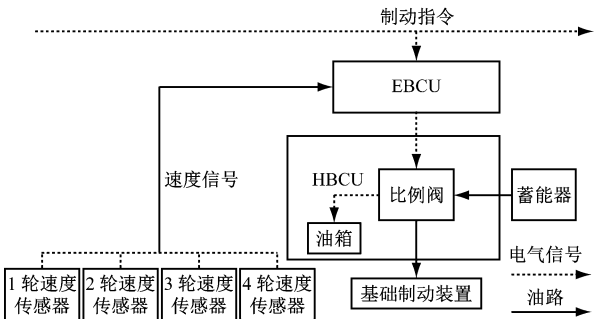 制动指令
EBCU
速度信号
HBCU
比例阀
蓄能器
油箱
电气信号
1 轮速度
传感器
2 轮速度
传感器
3 轮速度
传感器
4 轮速度
传感器
基础制动装置
油路